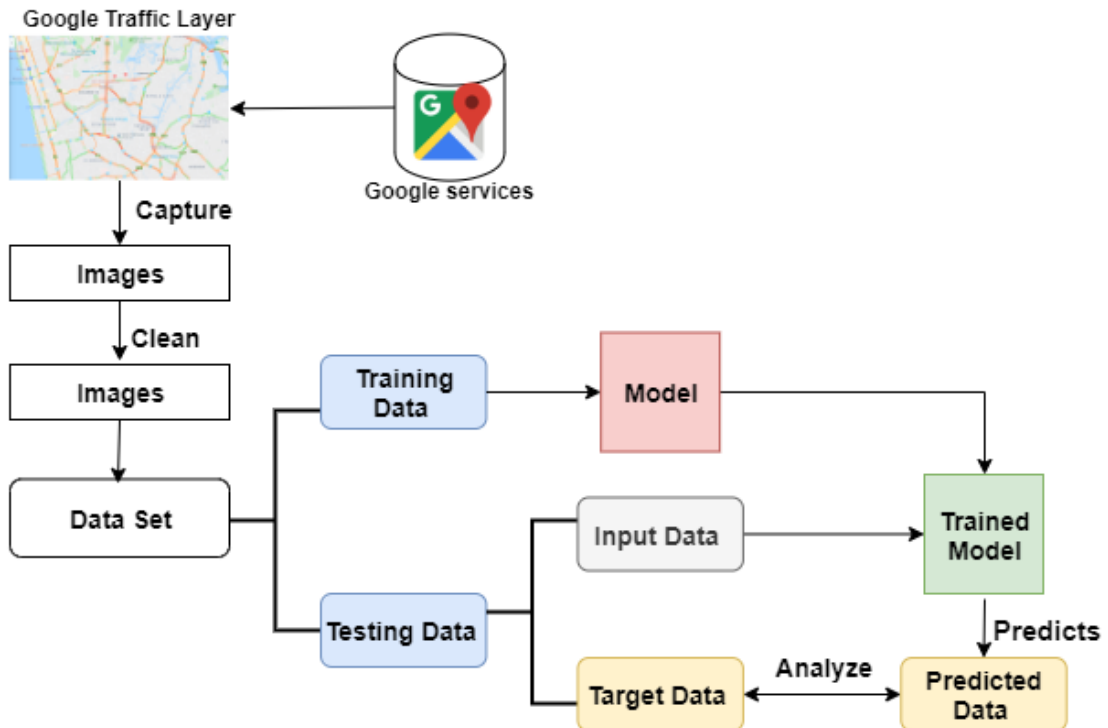 Google Traffic Layer
G
Google services
Capture
Images
Clean
Images
Training
Data
Model
Data Set
Input Data
Trained
Model
Testing Data
Predicts
Analyze
Target Data
Predicted
Data